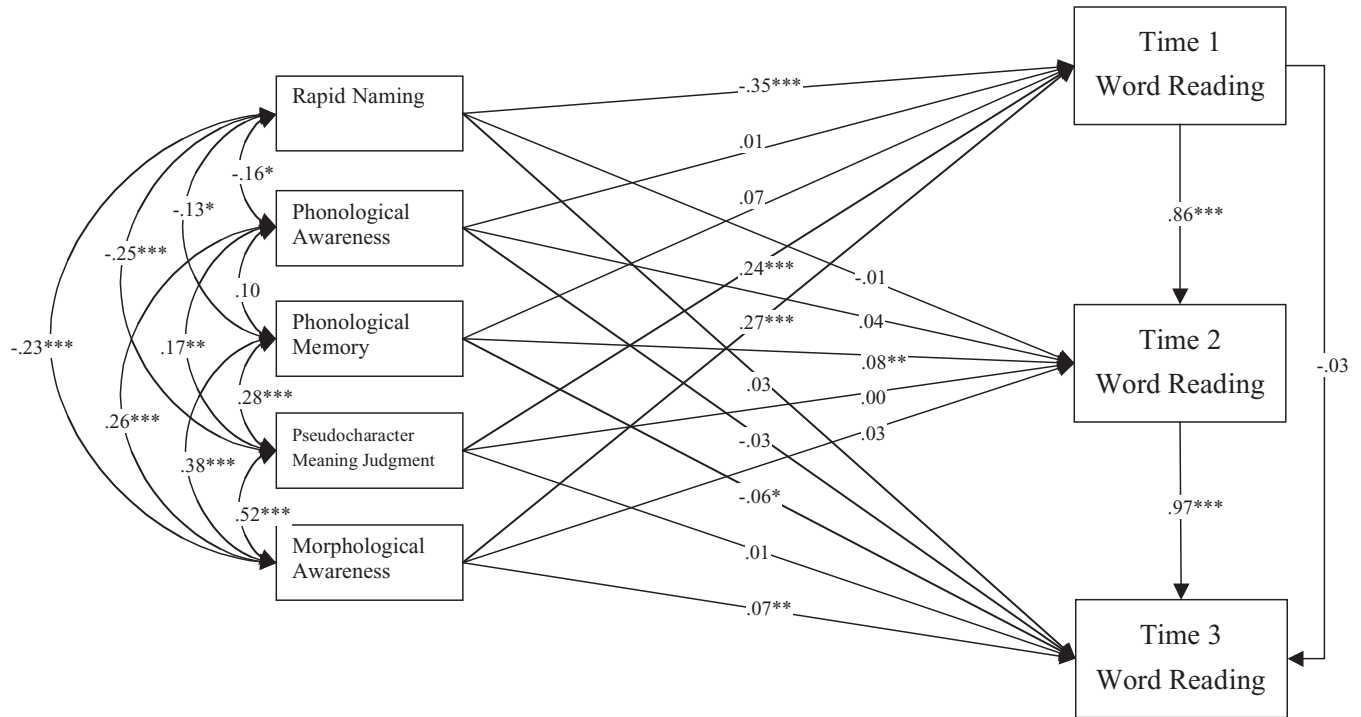 Time 1
Word Reading
Rapid Naming
-.35***
.01
-.16*
.07
-.13*
Phonological
Awareness
.86***
-.25***
.24***
-.01
.10
.27***
.04
Phonological
Memory
Time 2
Word Reading
-.23***
.17**
.08**
-.03
.03
.28***
.00
.26***
Pseudocharacter
Meaning Judgment
-.03
.03
.38***
-.06*
.97***
.52***
Morphological
Awareness
.01
.07**
Time 3
Word Reading